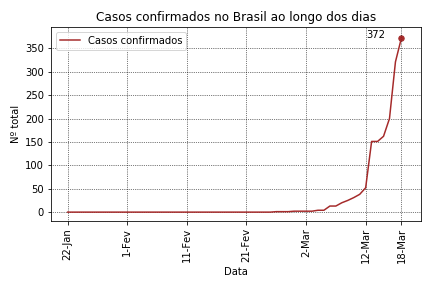 Casos confirmados no Brasil ao longo dos dias
Casos confirmados
372
Nº total
350
300
250
200
150
100
50
0
22-Jan
1-Fev
11-Fev
21-Fev
2-Mar
12-Mar
18-Mar
Data